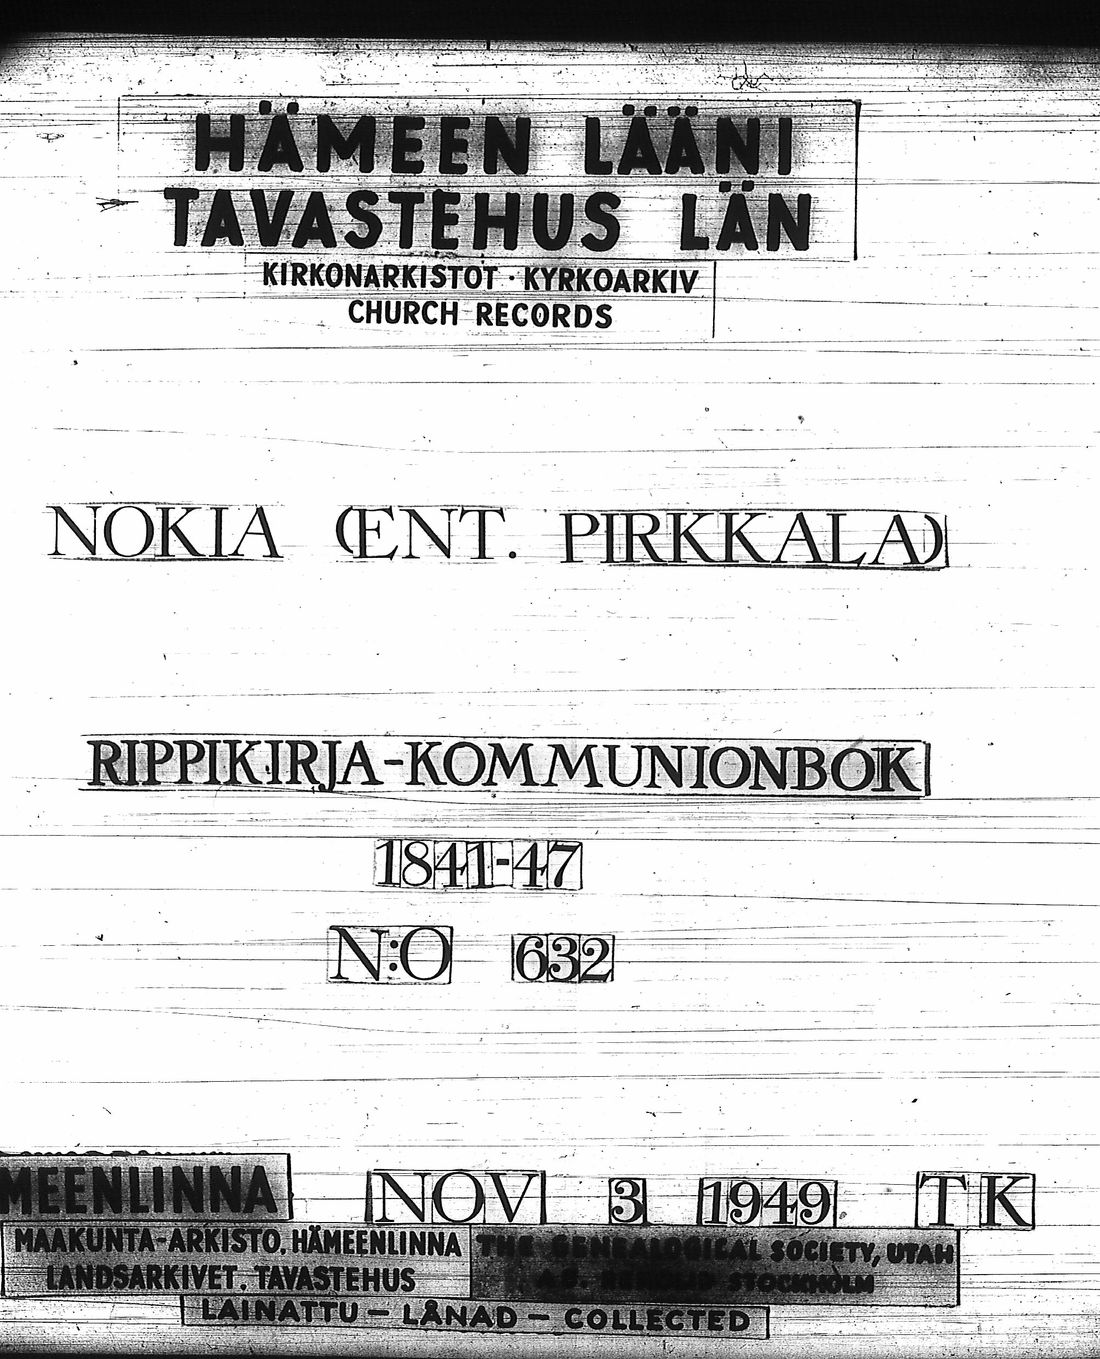 HÄMEEN LÄÄNI
TAVASTEHUS LÄN
KIRKONARKISTOT · KYRKOARKIV
CHURCH RECORDS
NOKIA (ENT. PIRKKALA)
RIPPIKIRJA-KOMMUNIONBOK
1841-47
N:O 632
MEENLINNA NOV 3 1949 TK
MAAKUNTA-ARKISTO, HÄMEENLINNA
LANDSARKIVET, TAVASTEHUS
THE GENEALOGICAL SOCIETY, UTAH
STOCKHOLM
LAINATTU — LÅNAD — COLLECTED